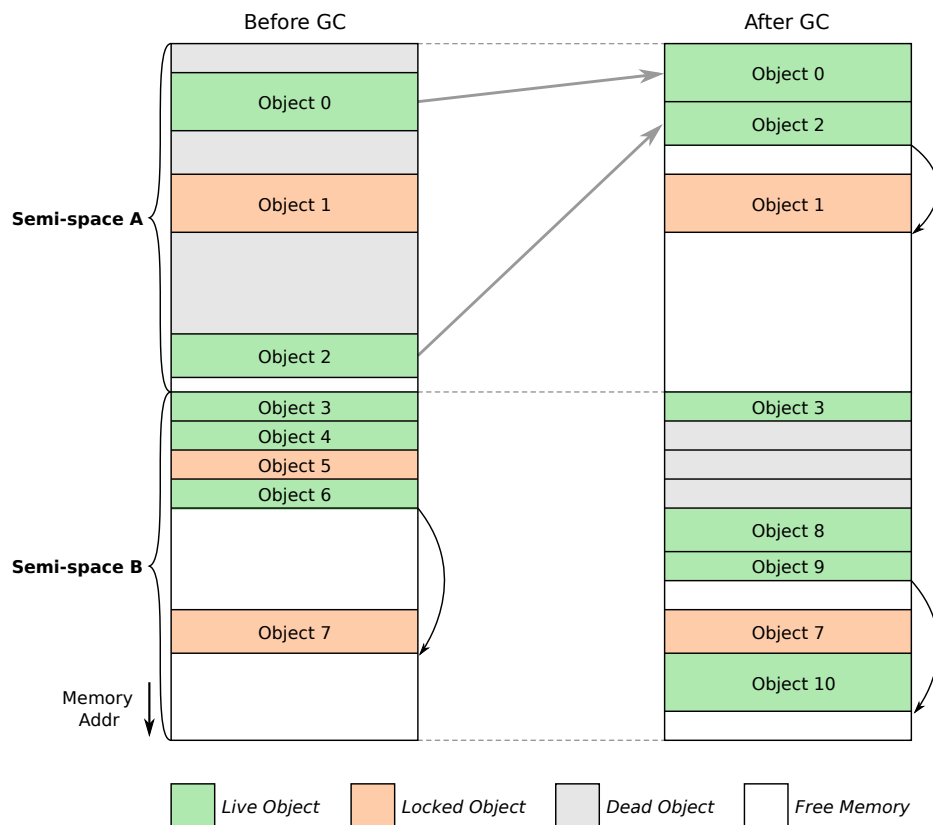 Before GC
After GC
Semi-space A
Semi-space B
Memory
Addr
Object 0
Object 1
Object 2
Object 3
Object 4
Object 5
Object 6
Object 7
Object 0
Object 2
Object 1
Object 3
Object 8
Object 9
Object 7
Object 10
Live Object
Locked Object
Dead Object
Free Memory